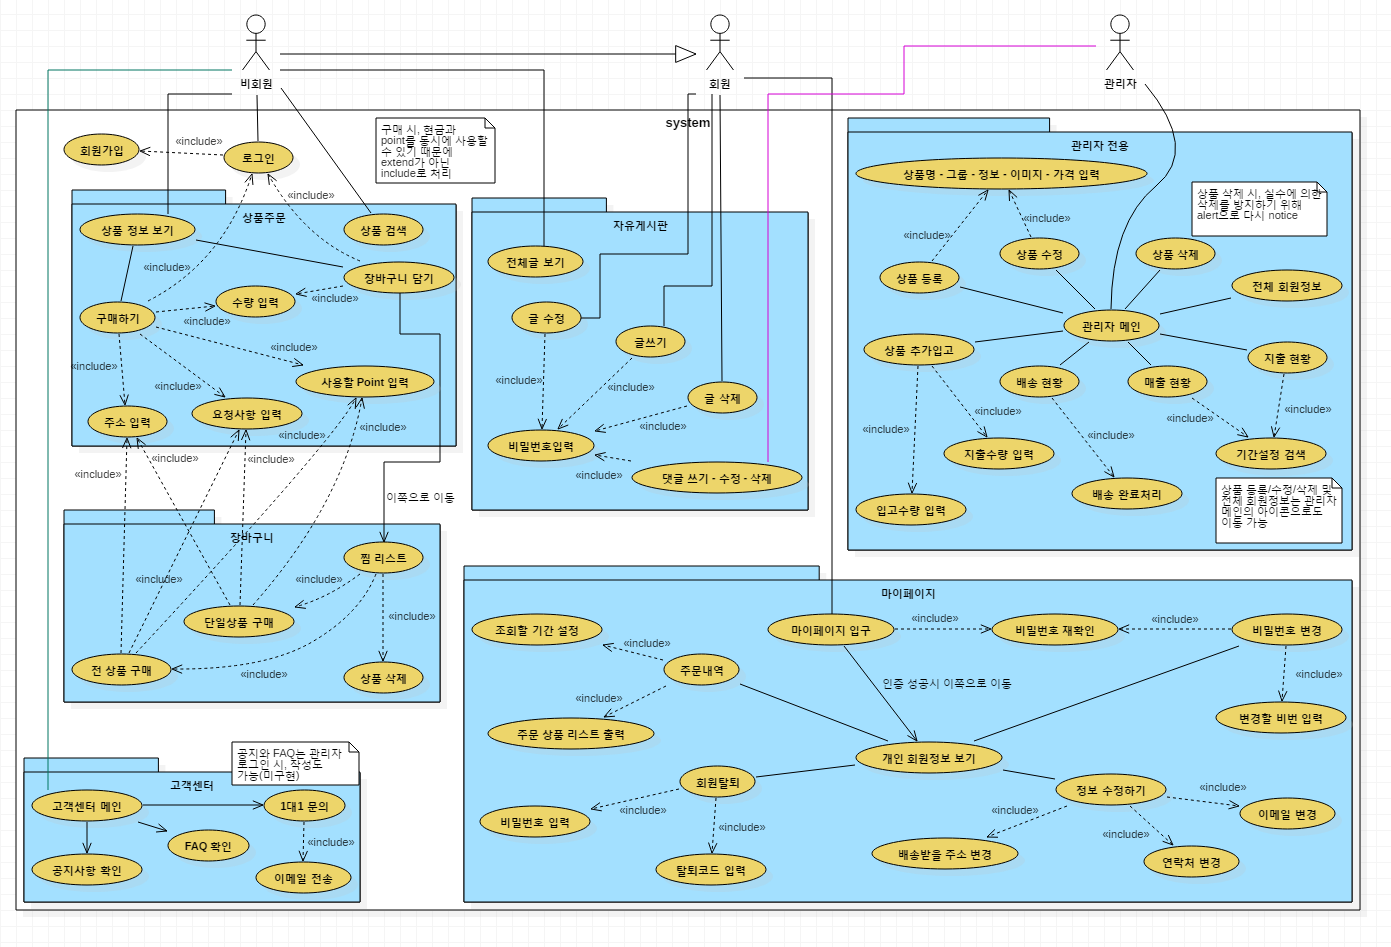 비회원
회원
관리자
system
회원가입
«include»
로그인
구매 시, 현금과
point를 동시에 사용할
수 있기 때문에
extend가 아닌
include로 처리
상품주문
«include»
상품 정보 보기
상품 검색
«include»
장바구니 담기
수량 입력
«include»
구매하기
«include»
«include»
«include»
«include»
사용할 Point 입력
주소 입력
요청사항 입력
«include»
«include»
«include»
«include»
«include»
이쪽으로 이동
장바구니
찜 리스트
«include»
«include»
단일상품 구매
«include»
전 상품 구매
«include»
상품 삭제
자유게시판
전체글 보기
글 수정
글쓰기
«include»
«include»
글 삭제
«include»
비밀번호입력
«include»
댓글 쓰기 - 수정 - 삭제
관리자 전용
상품명 - 그룹 - 정보 - 이미지 - 가격 입력
상품 삭제 시, 실수에 의한
삭제를 방지하기 위해
alert으로 다시 notice
«include»
«include»
상품 등록
상품 수정
상품 삭제
전체 회원정보
관리자 메인
상품 추가입고
배송 현황
매출 현황
지출 현황
«include»
«include»
«include»
«include»
«include»
지출수량 입력
기간설정 검색
배송 완료처리
입고수량 입력
상품 등록/수정/삭제 및
전체 회원정보는 관리자
메인의 아이콘으로도
이동 가능
마이페이지
조회할 기간 설정
마이페이지 입구
«include»
비밀번호 재확인
«include»
비밀번호 변경
«include»
주문내역
«include»
인증 성공시 이쪽으로 이동
«include»
주문 상품 리스트 출력
변경할 비번 입력
개인 회원정보 보기
회원탈퇴
정보 수정하기
«include»
«include»
«include»
«include»
«include»
비밀번호 입력
이메일 변경
탈퇴코드 입력
배송받을 주소 변경
연락처 변경
공지와 FAQ는 관리자
로그인 시, 작성도
가능(미구현)
고객센터
고객센터 메인
1대1 문의
FAQ 확인
«include»
공지사항 확인
이메일 전송